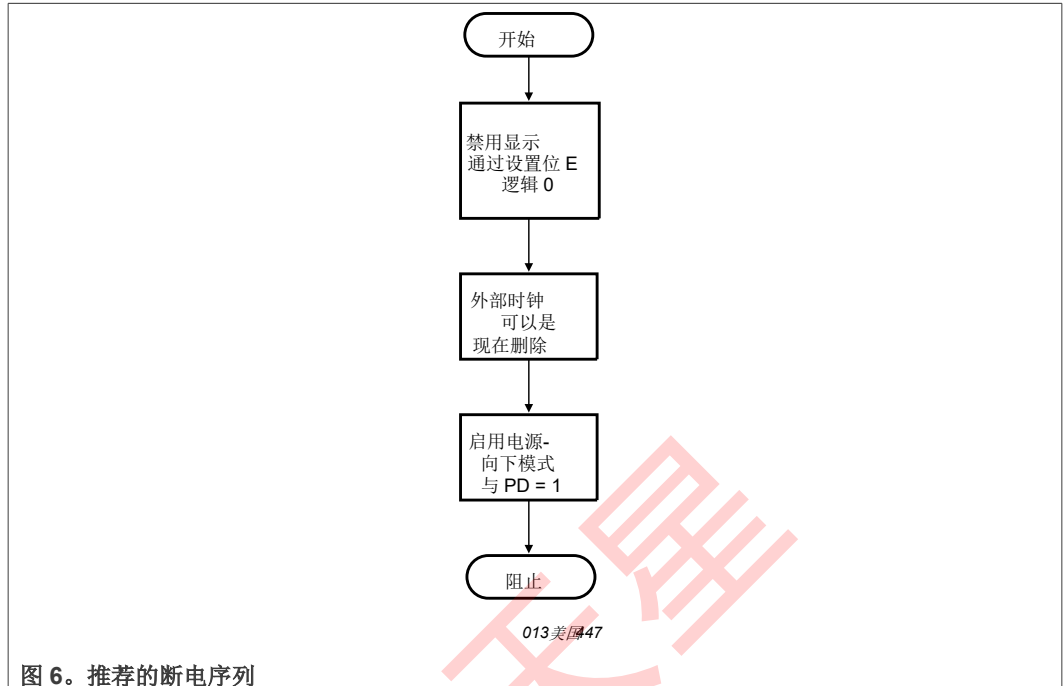 开始
禁用显示
通过设置位 E
逻辑 0
外部时钟
可以是
现在删除
启用电源-
向下模式
与 PD = 1
阻止
013美国447
图 6。推荐的断电序列
天星